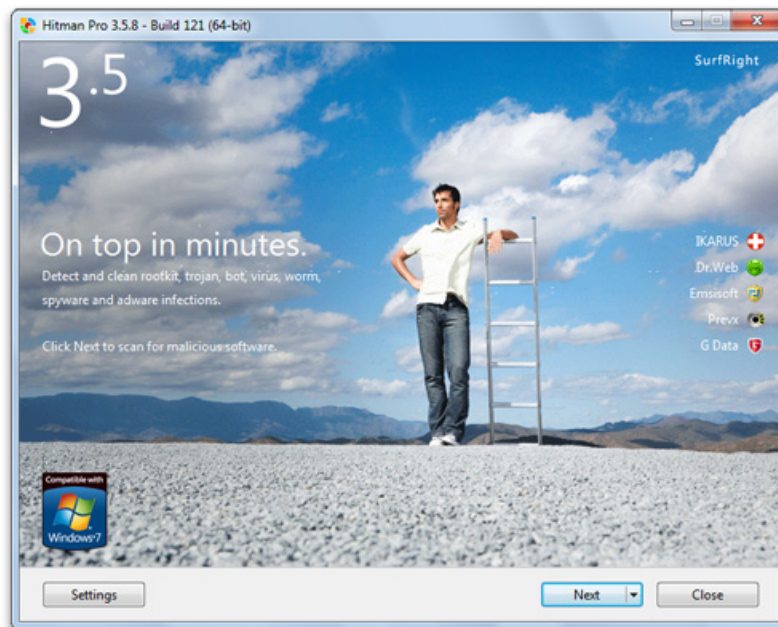 Hitman Pro 3.5.8 - Build 121 (64-bit)
3.5
SurfRight
On top in minutes.
Detect and clean rootkit, trojan, bot, virus, worm,
spyware and adware infections.
Click Next to scan for malicious software.
IKARUS
Dr.Web
Emsisoft
Prevx
G Data
Compatible with
Windows 7
Settings
Next
Close